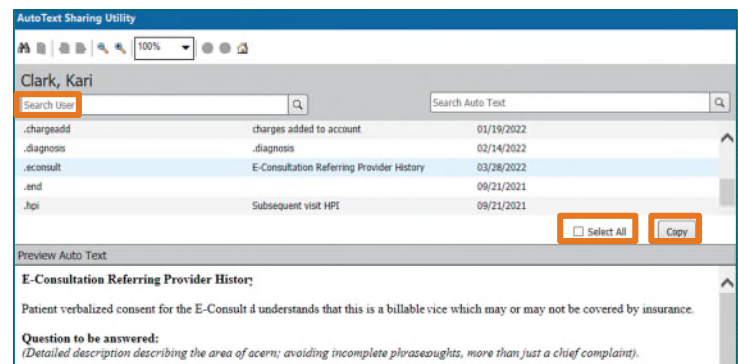 AutoText Sharing Utility
100%
Clark, Kari
Search User
Search Auto Text
.chargeadd charges added to account 01/19/2022
.diagnosis .diagnosis 02/14/2022
.econsult E-Consultation Referring Provider History 03/28/2022
.end 09/21/2021
.hpi Subsequent visit HPI 09/21/2021
Select All Copy
Preview Auto Text
E-Consultation Referring Provider History
Patient verbalized consent for the E-Consult d understands that this is a billable vice which may or may not be covered by insurance.
Question to be answered:
(Detailed description describing the area of acern; avoiding incomplete phraseoughts, more than just a chief complaint).